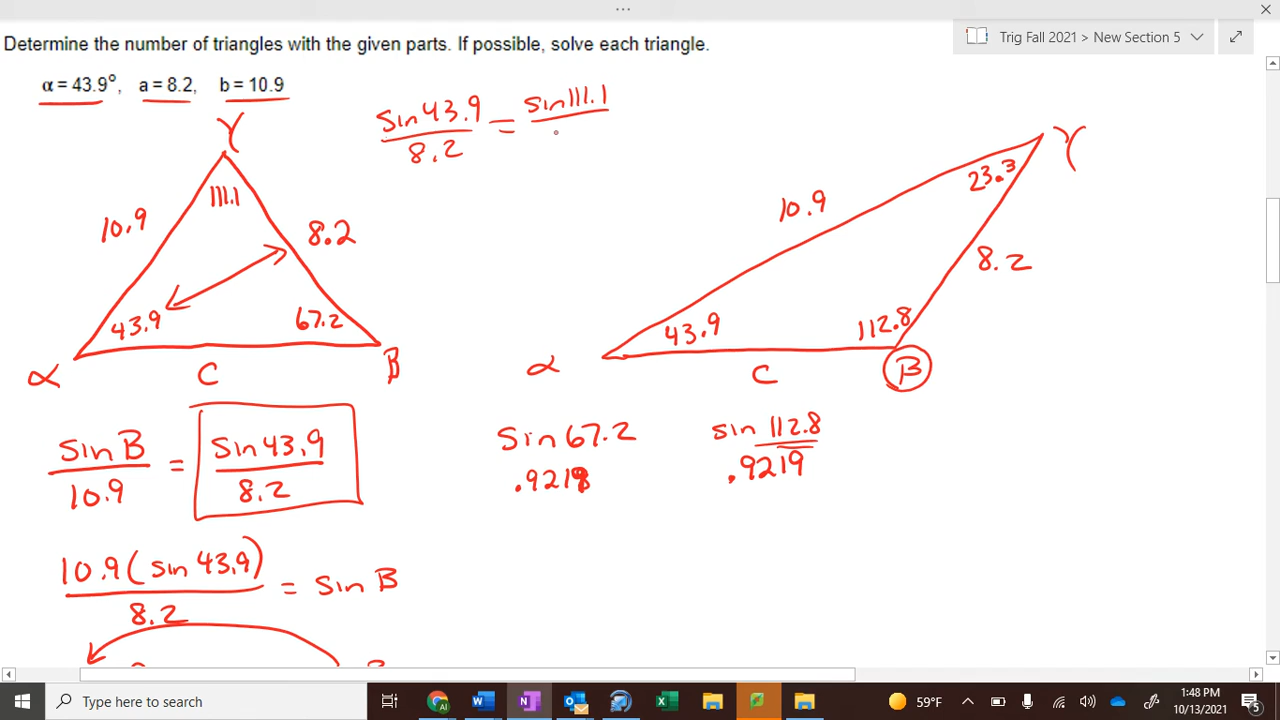 Trig Fall 2021 > New Section 5
Determine the number of triangles with the given parts. If possible, solve each triangle.
α = 43.9°, a = 8.2, b = 10.9
sin 43.9 / 8.2 = sin 111.1
γ
111.1
10.9
8.2
43.9
67.2
α
C
B
γ
23.3
10.9
8.2
43.9
112.8
α
C
β
sin B / 10.9 = sin 43.9 / 8.2
sin 67.2
sin 112.8
.9219
10.9(sin 43.9) / 8.2 = sin B
Type here to search
59°F
1:48 PM
10/13/2021
5